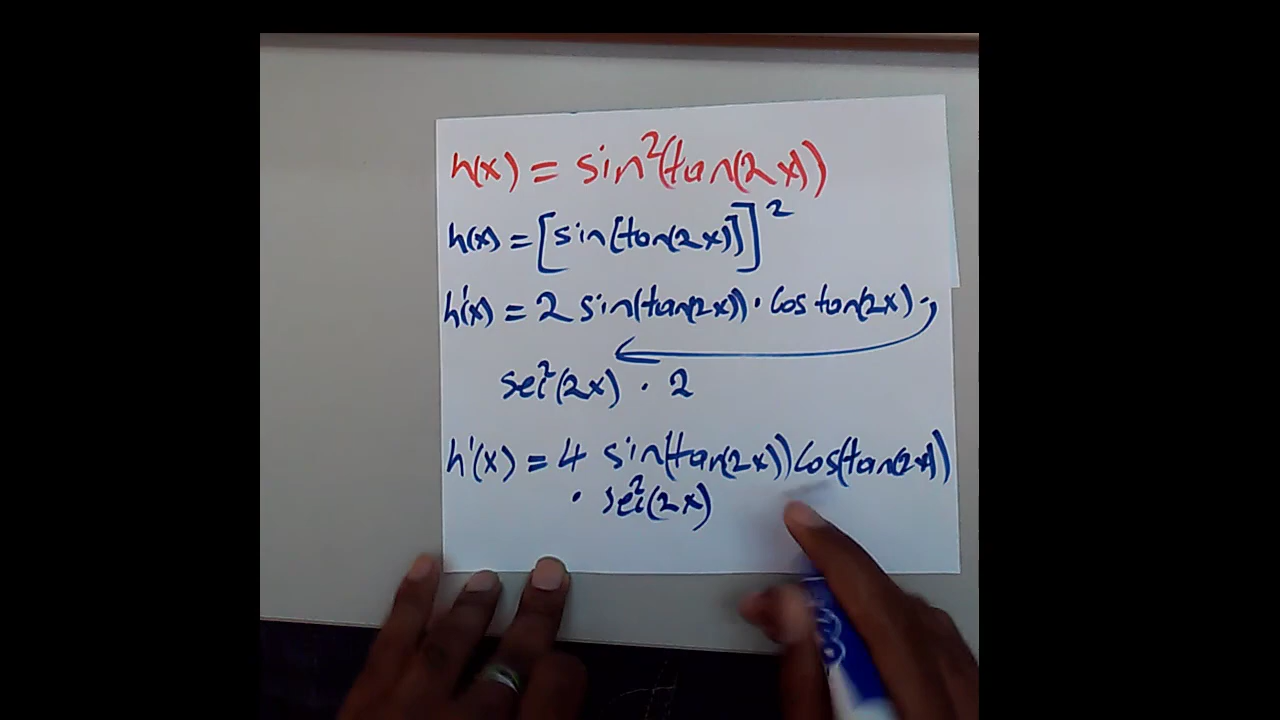 h(x) = sin²(tan(2x))
h(x) = [sin[tan(2x)]]²
h'(x) = 2 sin(tan(2x)) · cos tan(2x) ·
sec²(2x) · 2
h'(x) = 4 sin(tan(2x)) cos(tan(2x))
· sec²(2x)